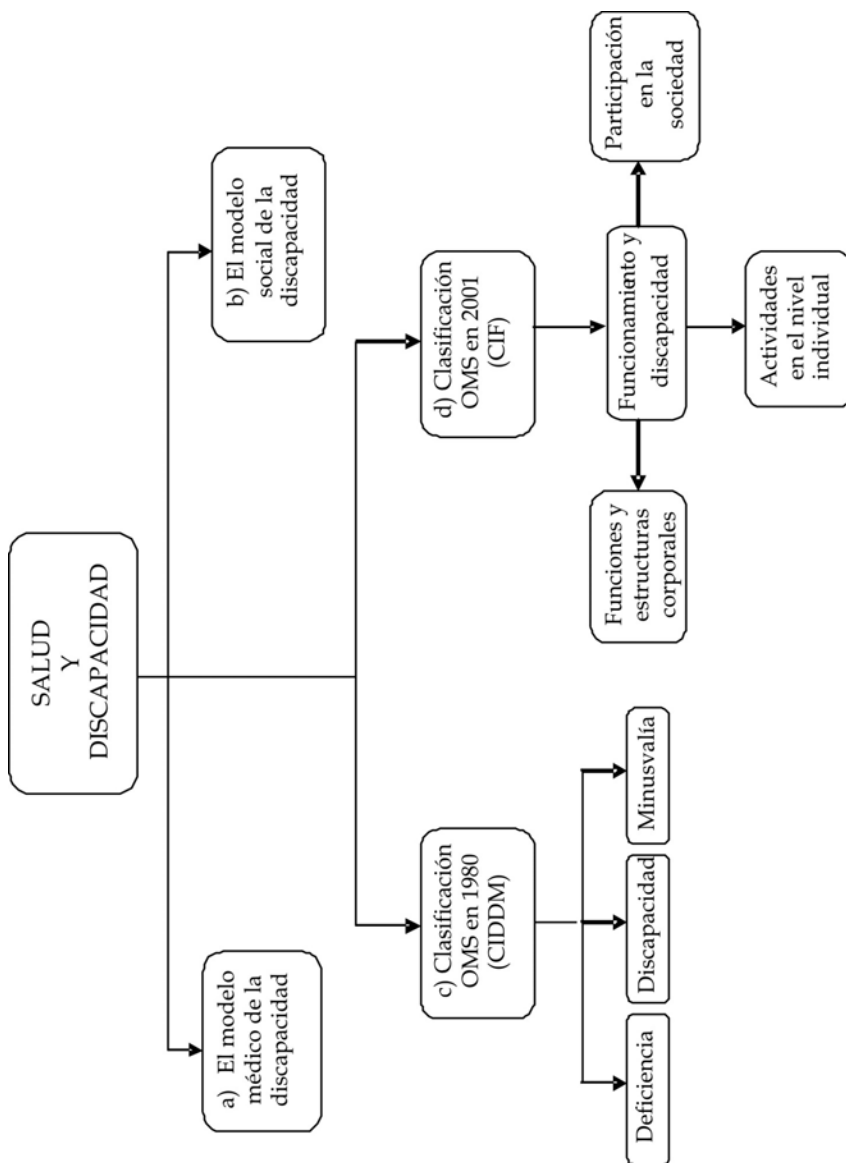 SALUD
Y
DISCAPACIDAD
a) El modelo
médico de la
discapacidad
b) El modelo
social de la
discapacidad
c) Clasificación
OMS en 1980
(CIDDM)
d) Clasificación
OMS en 2001
(CIF)
Deficiencia
Discapacidad
Minusvalía
Funciones y
estructuras
corporales
Funcionamiento y
discapacidad
Participación
en la
sociedad
Actividades
en el nivel
individual